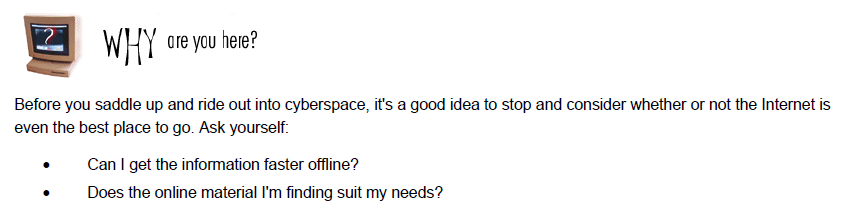 WHY are you here?
Before you saddle up and ride out into cyberspace, it's a good idea to stop and consider whether or not the Internet is
even the best place to go. Ask yourself:
• Can I get the information faster offline?
• Does the online material I'm finding suit my needs?